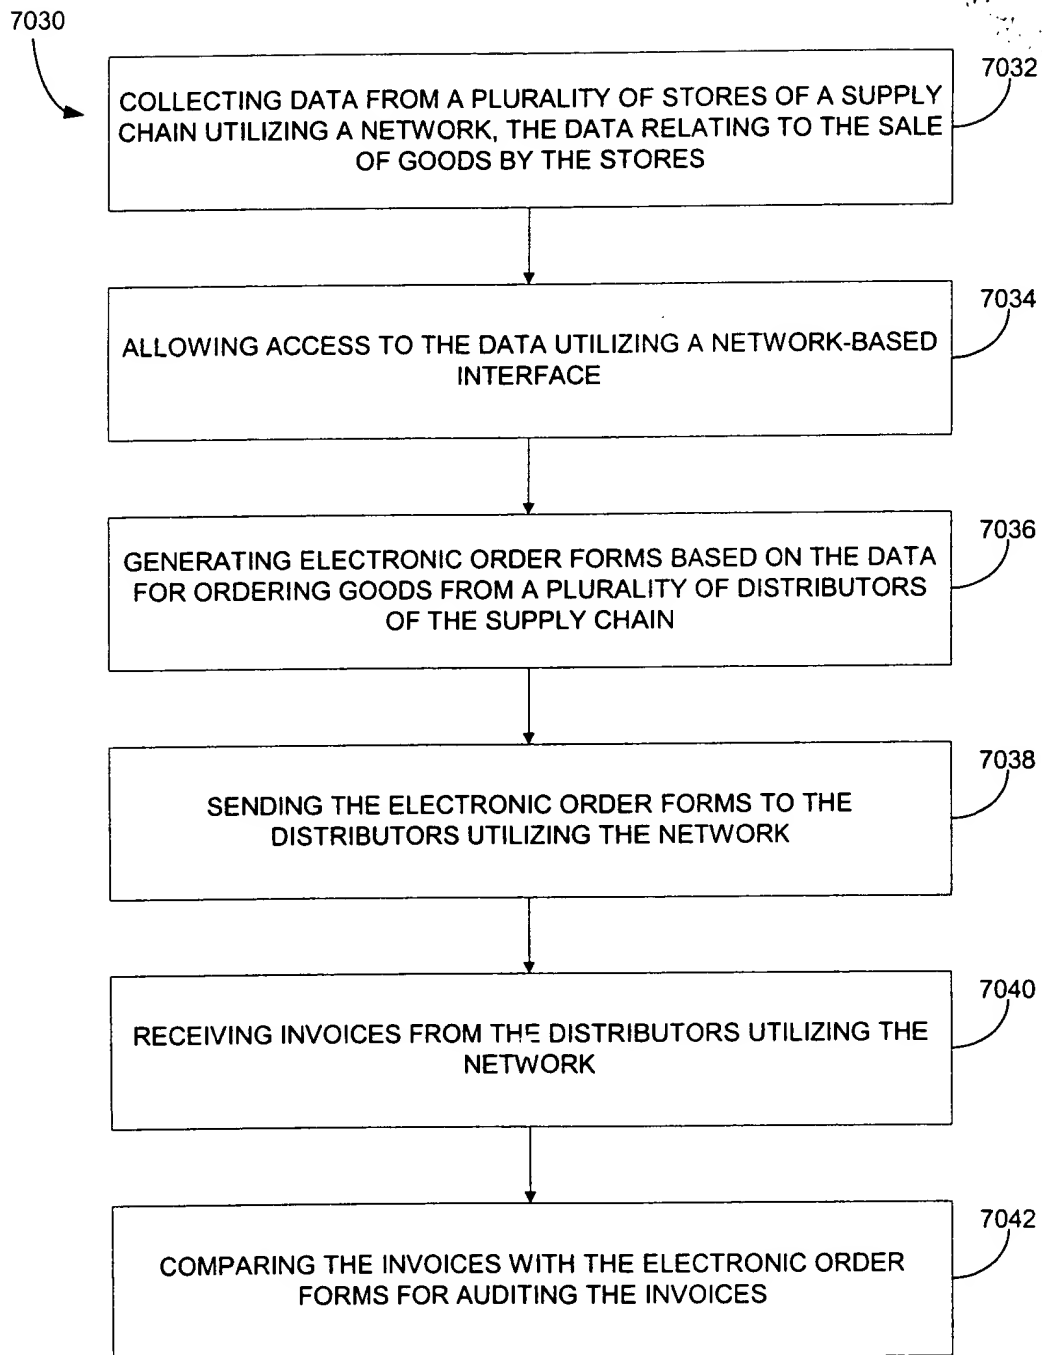 7030
7032
COLLECTING DATA FROM A PLURALITY OF STORES OF A SUPPLY
CHAIN UTILIZING A NETWORK, THE DATA RELATING TO THE SALE
OF GOODS BY THE STORES
7034
ALLOWING ACCESS TO THE DATA UTILIZING A NETWORK-BASED
INTERFACE
7036
GENERATING ELECTRONIC ORDER FORMS BASED ON THE DATA
FOR ORDERING GOODS FROM A PLURALITY OF DISTRIBUTORS
OF THE SUPPLY CHAIN
7038
SENDING THE ELECTRONIC ORDER FORMS TO THE
DISTRIBUTORS UTILIZING THE NETWORK
7040
RECEIVING INVOICES FROM THE DISTRIBUTORS UTILIZING THE
NETWORK
7042
COMPARING THE INVOICES WITH THE ELECTRONIC ORDER
FORMS FOR AUDITING THE INVOICES